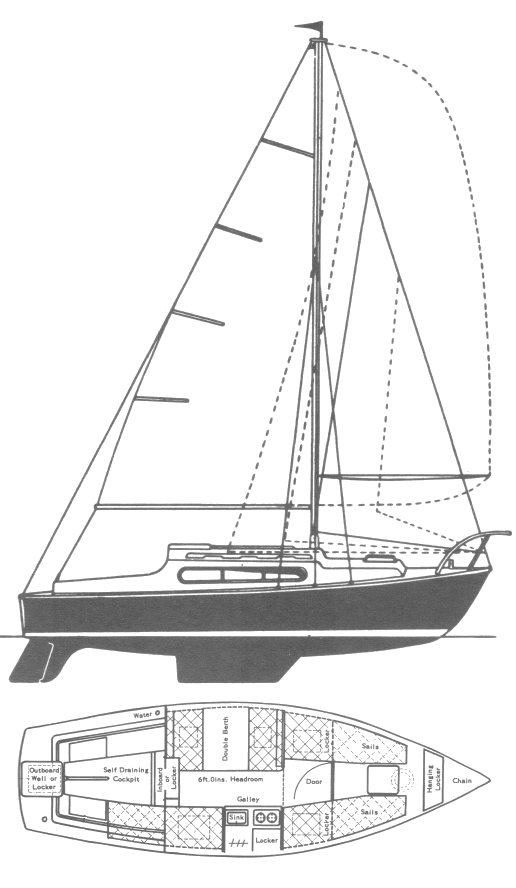 Water
Double Berth
Locker
Sails
Outboard
Well or
Locker
Self Draining
Cockpit
Inboard
or
Locker
6ft.0ins. Headroom
Door
Hanging
Locker
Chain
Galley
Sink
Locker
Locker
Sails